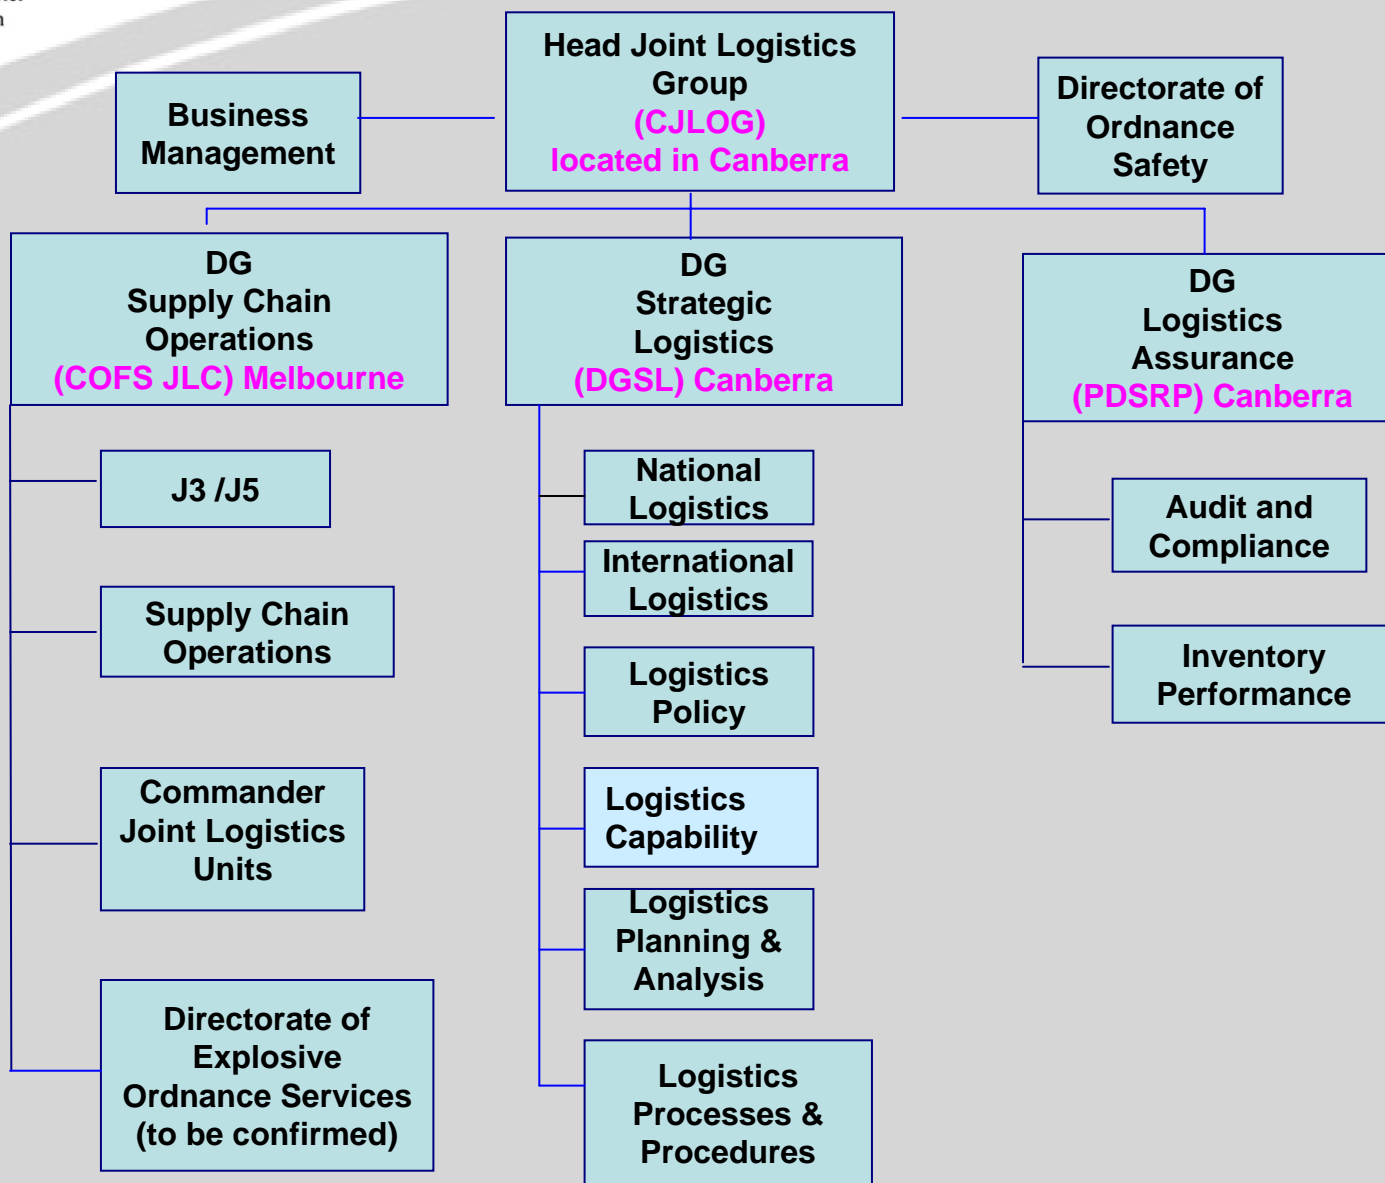 Head Joint Logistics
Group
(CJLOG)
located in Canberra
Business
Management
Directorate of
Ordnance
Safety
DG
Supply Chain
Operations
(COFS JLC) Melbourne
DG
Strategic
Logistics
(DGSL) Canberra
DG
Logistics
Assurance
(PDSRP) Canberra
J3 /J5
Supply Chain
Operations
Commander
Joint Logistics
Units
Directorate of
Explosive
Ordnance Services
(to be confirmed)
National
Logistics
International
Logistics
Logistics
Policy
Logistics
Capability
Logistics
Planning &
Analysis
Logistics
Processes &
Procedures
Audit and
Compliance
Inventory
Performance